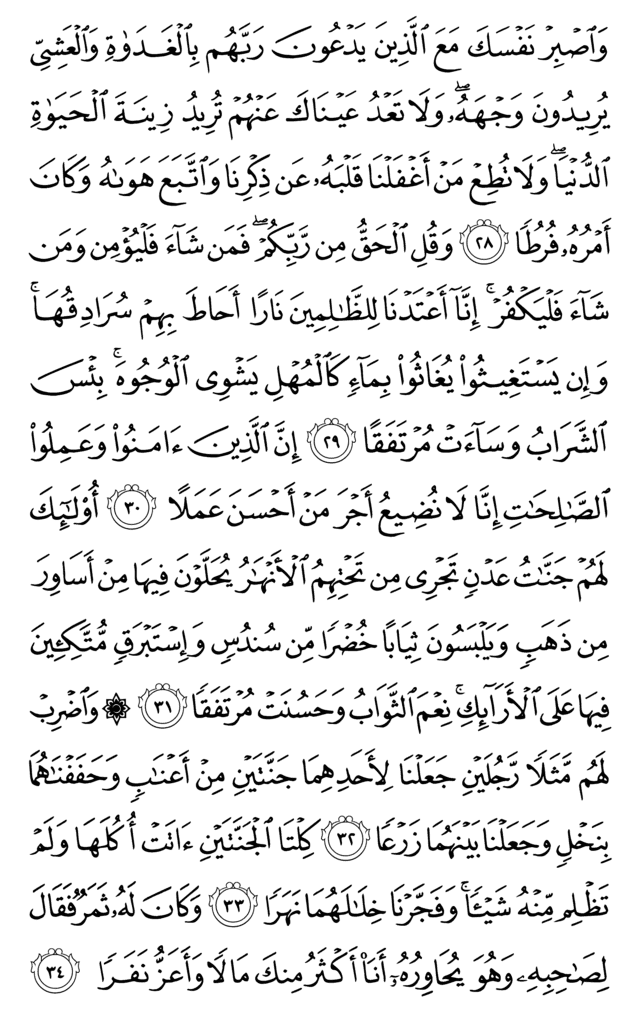 وَٱصۡبِرۡ نَفۡسَكَ مَعَ ٱلَّذِينَ يَدۡعُونَ رَبَّهُم بِٱلۡغَدَوٰةِ وَٱلۡعَشِيِّ
يُرِيدُونَ وَجۡهَهُۥۖ وَلَا تَعۡدُ عَيۡنَاكَ عَنۡهُمۡ تُرِيدُ زِينَةَ ٱلۡحَيَوٰةِ
ٱلدُّنۡيَاۖ وَلَا تُطِعۡ مَنۡ أَغۡفَلۡنَا قَلۡبَهُۥ عَن ذِكۡرِنَا وَٱتَّبَعَ هَوَىٰهُ وَكَانَ
أَمۡرُهُۥ فُرُطٗا ٢٨ وَقُلِ ٱلۡحَقُّ مِن رَّبِّكُمۡۖ فَمَن شَآءَ فَلۡيُؤۡمِن وَمَن
شَآءَ فَلۡيَكۡفُرۡۚ إِنَّآ أَعۡتَدۡنَا لِلظَّٰلِمِينَ نَارًا أَحَاطَ بِهِمۡ سُرَادِقُهَاۚ
وَإِن يَسۡتَغِيثُواْ يُغَاثُواْ بِمَآءٖ كَٱلۡمُهۡلِ يَشۡوِي ٱلۡوُجُوهَۚ بِئۡسَ
ٱلشَّرَابُ وَسَآءَتۡ مُرۡتَفَقًا ٢٩ إِنَّ ٱلَّذِينَ ءَامَنُواْ وَعَمِلُواْ
ٱلصَّٰلِحَٰتِ إِنَّا لَا نُضِيعُ أَجۡرَ مَنۡ أَحۡسَنَ عَمَلًا ٣٠ أُوْلَٰٓئِكَ
لَهُمۡ جَنَّٰتُ عَدۡنٖ تَجۡرِي مِن تَحۡتِهِمُ ٱلۡأَنۡهَٰرُ يُحَلَّوۡنَ فِيهَا مِنۡ أَسَاوِرَ
مِن ذَهَبٖ وَيَلۡبَسُونَ ثِيَابًا خُضۡرٗا مِّن سُندُسٖ وَإِسۡتَبۡرَقٖ مُّتَّكِـِٔينَ
فِيهَا عَلَى ٱلۡأَرَآئِكِۚ نِعۡمَ ٱلثَّوَابُ وَحَسُنَتۡ مُرۡتَفَقٗا ٣١ ۞ وَٱضۡرِبۡ
لَهُم مَّثَلٗا رَّجُلَيۡنِ جَعَلۡنَا لِأَحَدِهِمَا جَنَّتَيۡنِ مِنۡ أَعۡنَٰبٖ وَحَفَفۡنَٰهُمَا
بِنَخۡلٖ وَجَعَلۡنَا بَيۡنَهُمَا زَرۡعٗا ٣٢ كِلۡتَا ٱلۡجَنَّتَيۡنِ ءَاتَتۡ أُكُلَهَا وَلَمۡ
تَظۡلِم مِّنۡهُ شَيۡـٔٗاۚ وَفَجَّرۡنَا خِلَٰلَهُمَا نَهَرٗا ٣٣ وَكَانَ لَهُۥ ثَمَرٞ فَقَالَ
لِصَٰحِبِهِۦ وَهُوَ يُحَاوِرُهُۥٓ أَنَا۠ أَكۡثَرُ مِنكَ مَالٗا وَأَعَزُّ نَفَرٗا ٣٤